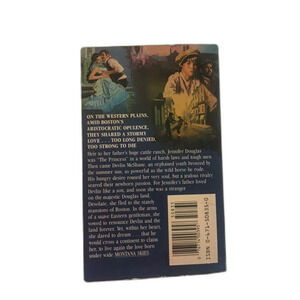 ON THE WESTERN PLAINS,
AMID BOSTON'S
ARISTOCRATIC OPULENCE,
THEY SHARED A STORMY
LOVE . . . TOO LONG DENIED,
TOO STRONG TO DIE
Heir to her father's huge cattle ranch, Jennifer Douglas
was "The Princess" in a world of harsh laws and tough men.
Then came Devlin McShane, an orphaned youth bronzed by
the summer sun, as powerful as the wild horse he rode.
His hungry desire roused her very soul, but a jealous rivalry
seared their newborn passion. For Jennifer's father loved
Devlin like a son, and soon the
on the majestic Douglas land.
Desolate, she fled to the stately
mansions of Boston. In the arms
of a suave Eastern gentleman, she
vowed to renounce Devlin and the
land forever. Yet, within her heart,
she dared to dream . . . that he
would cross a continent to claim
her, to live again the love born
under wide MONTANA SKIES